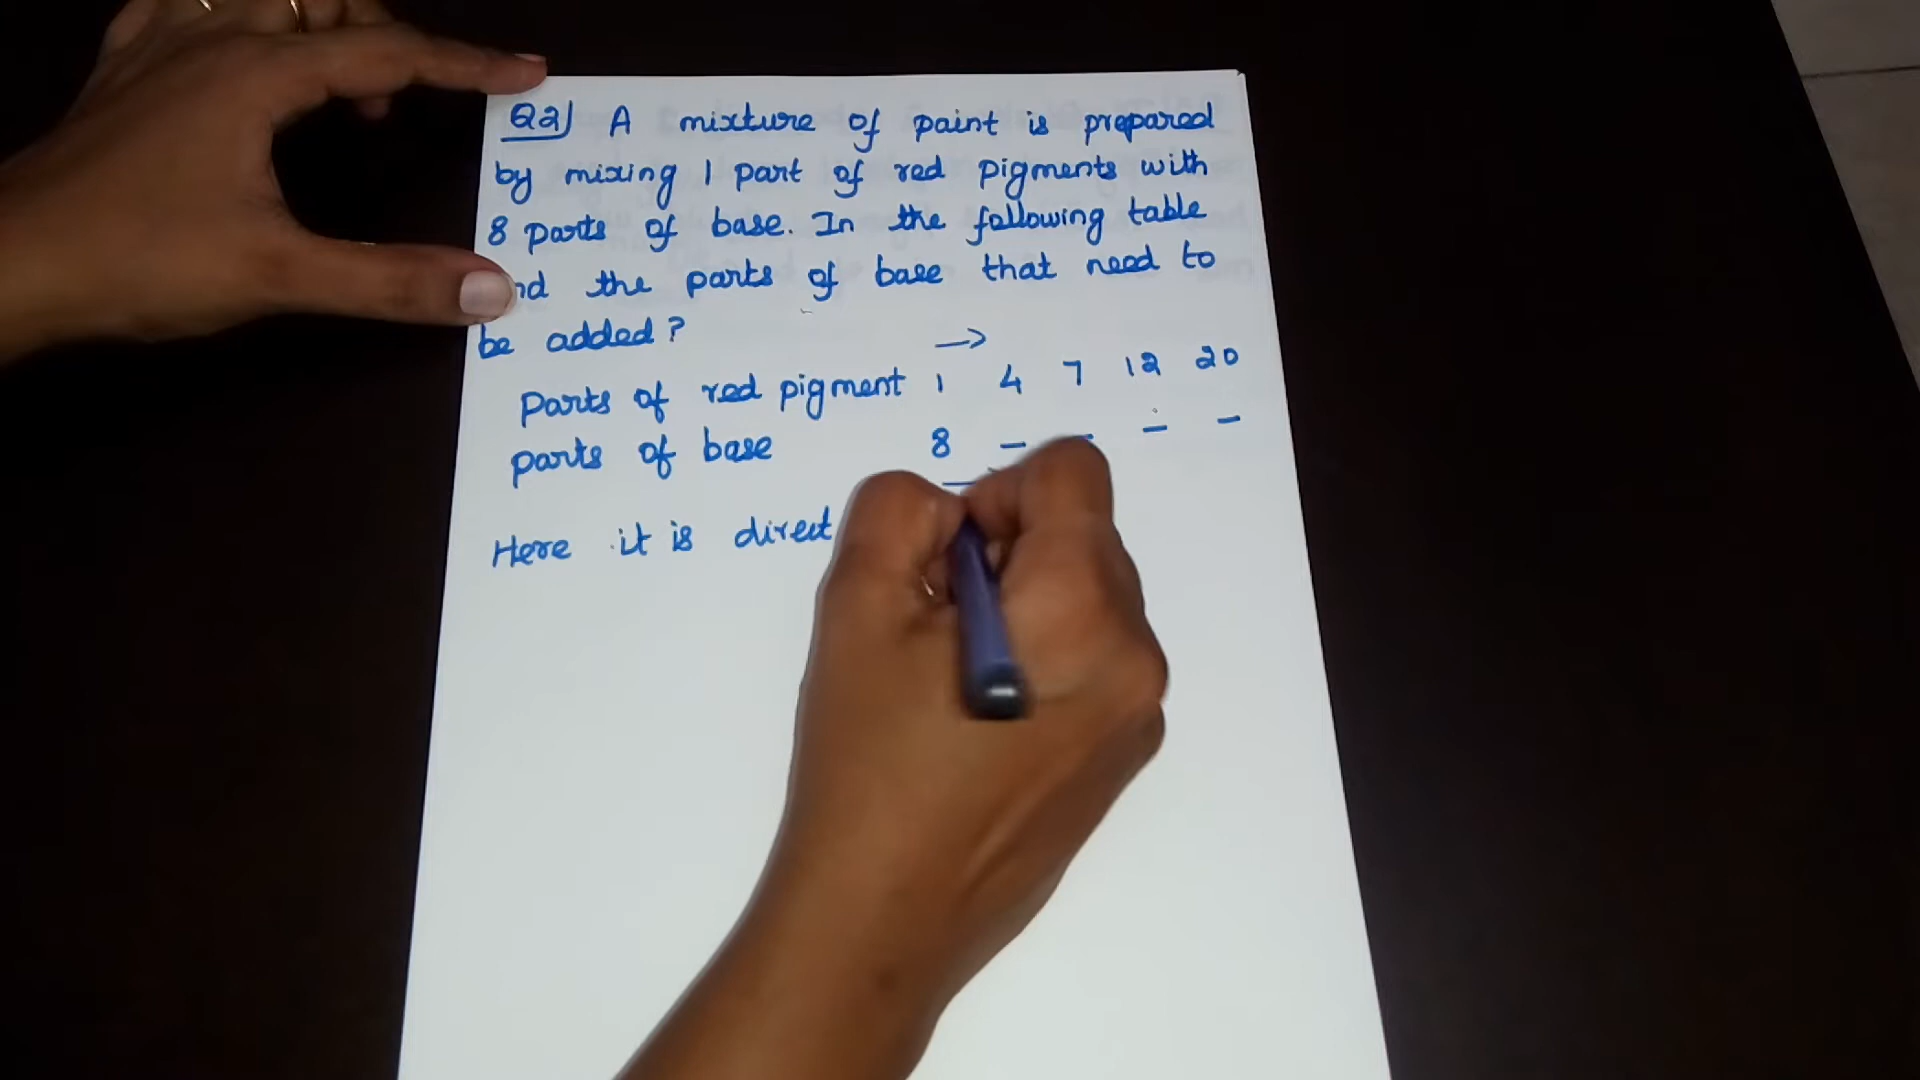 Q2) A mixture of paint is prepared
by mixing 1 part of red pigments with
8 parts of base. In the following table
the parts of base that need to
be added?
Parts of red pigment 1 4 7 12 20
parts of base 8 – – – –
Here it is direct